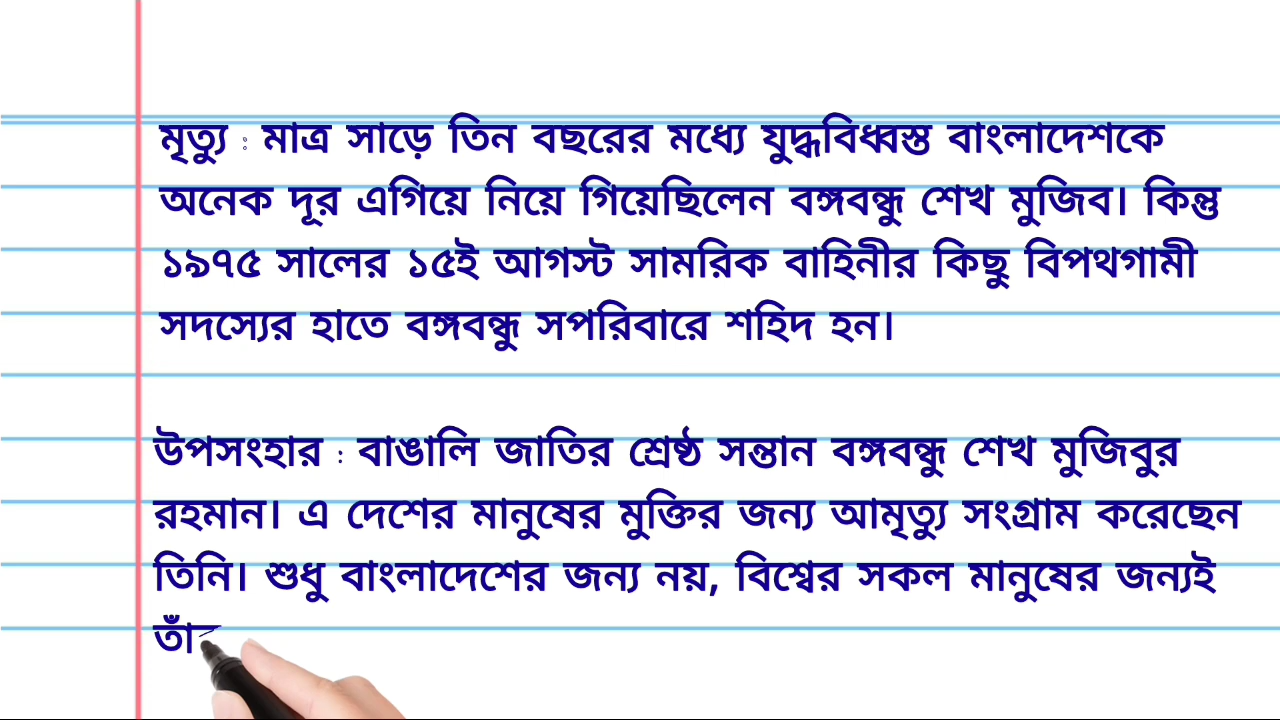 মৃত্যু : মাত্র সাড়ে তিন বছরের মধ্যে যুদ্ধবিধ্বস্ত বাংলাদেশকে
অনেক দূর এগিয়ে নিয়ে গিয়েছিলেন বঙ্গবন্ধু শেখ মুজিব। কিন্তু
১৯৭৫ সালের ১৫ই আগস্ট সামরিক বাহিনীর কিছু বিপথগামী
সদস্যের হাতে বঙ্গবন্ধু সপরিবারে শহিদ হন।
উপসংহার : বাঙালি জাতির শ্রেষ্ঠ সন্তান বঙ্গবন্ধু শেখ মুজিবুর
রহমান। এ দেশের মানুষের মুক্তির জন্য আমৃত্যু সংগ্রাম করেছেন
তিনি। শুধু বাংলাদেশের জন্য নয়, বিশ্বের সকল মানুষের জন্যই